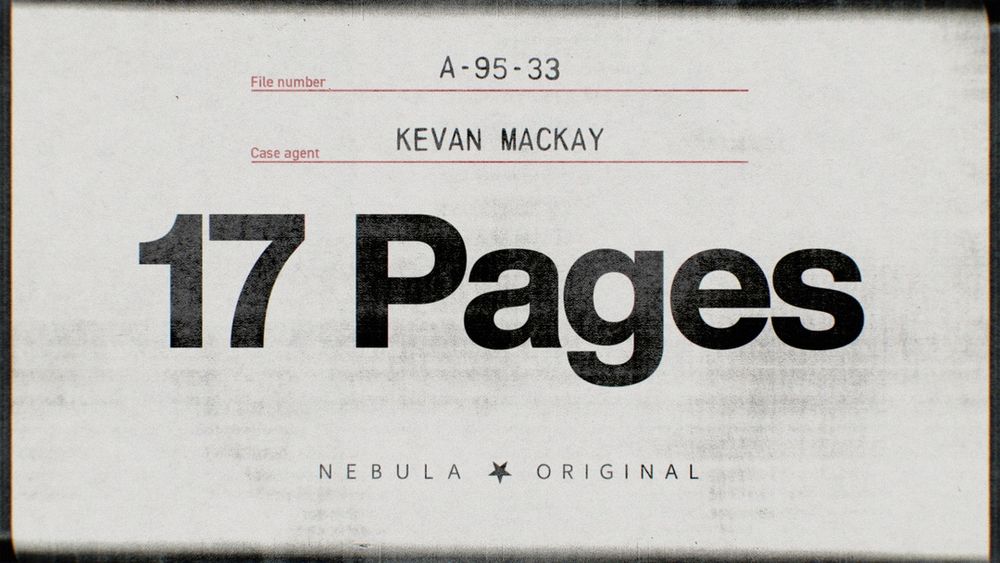 File number A-95-33
Case agent KEVAN MACKAY
17 Pages
NEBULA ★ ORIGINAL